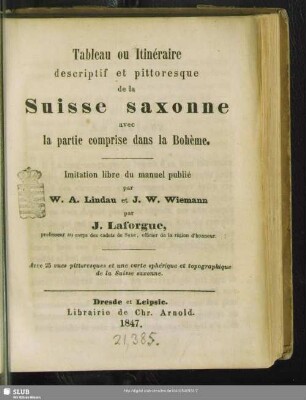 Tableau ou Itinéraire
descriptif et pittoresque
de la
Suisse saxonne
avec
la partie comprise dans la Bohème.
Imitation libre du manuel publié
par
W. A. Lindau et J. W. Wiemann
par
J. Laforgue,
professeur au corps des cadets de Saxe, officier de la légion d'honneur.
Avec 25 vues pittoresques et une carte sphérique et topographique
de la Suisse saxonne.
Dresde et Leipsic.
Librairie de Chr. Arnold.
1847.
21,385.
SLUB